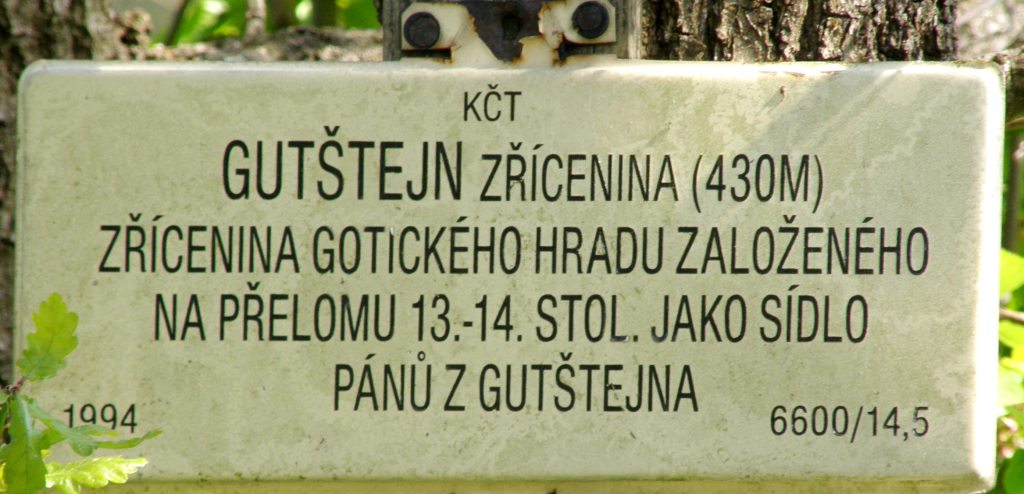 KČT
GUTŠTEJN ZŘÍCENINA (430M)
ZŘÍCENINA GOTICKÉHO HRADU ZALOŽENÉHO
NA PŘELOMU 13.-14. STOL. JAKO SÍDLO
PÁNŮ Z GUTŠTEJNA
1994 6600/14,5